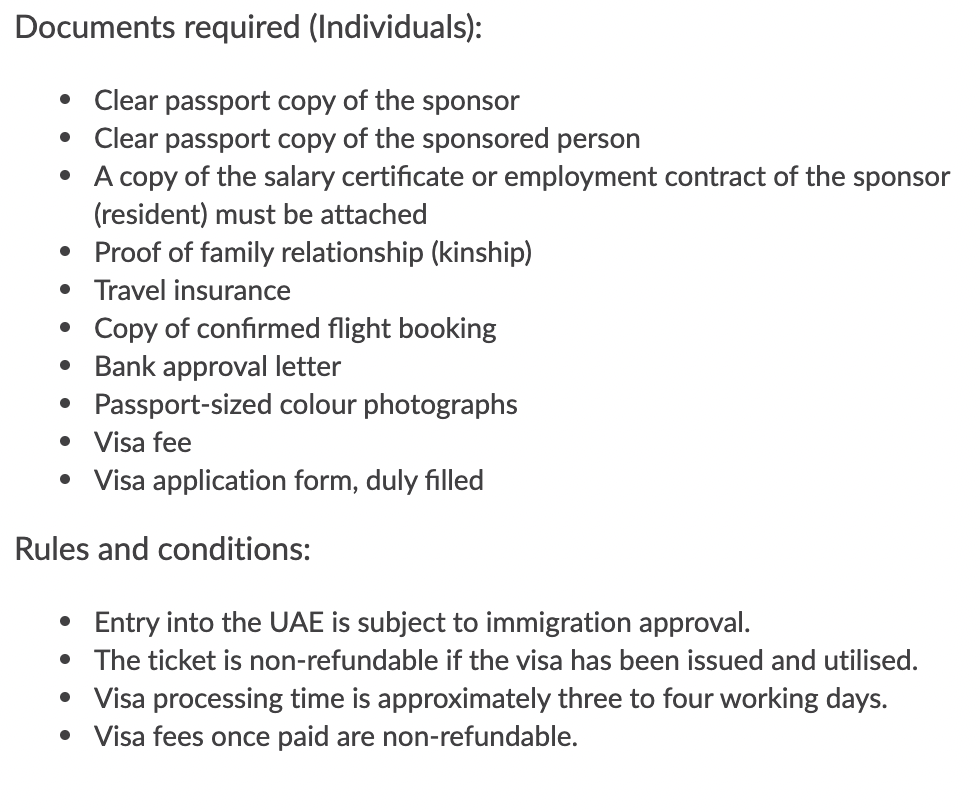 Documents required (Individuals):
• Clear passport copy of the sponsor
• Clear passport copy of the sponsored person
• A copy of the salary certificate or employment contract of the sponsor
(resident) must be attached
• Proof of family relationship (kinship)
• Travel insurance
• Copy of confirmed flight booking
• Bank approval letter
• Passport-sized colour photographs
• Visa fee
• Visa application form, duly filled
Rules and conditions:
• Entry into the UAE is subject to immigration approval.
• The ticket is non-refundable if the visa has been issued and utilised.
• Visa processing time is approximately three to four working days.
• Visa fees once paid are non-refundable.